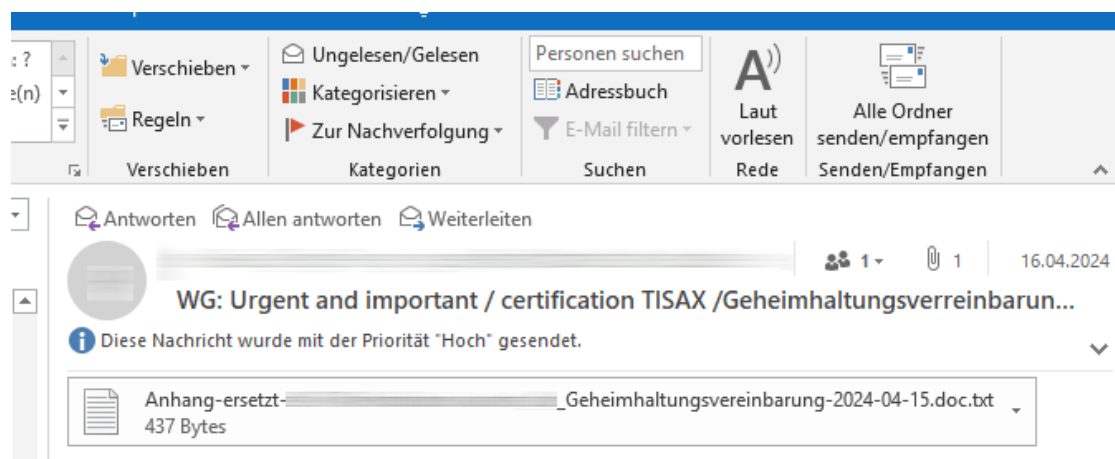 : ?
e(n)
Verschieben
Regeln
Verschieben
Ungelesen/Gelesen
Kategorisieren
Zur Nachverfolgung
Kategorien
Personen suchen
Adressbuch
E-Mail filtern
Suchen
Laut
vorlesen
Rede
Alle Ordner
senden/empfangen
Senden/Empfangen
Antworten Allen antworten Weiterleiten
1 1 16.04.2024
WG: Urgent and important / certification TISAX /Geheimhaltungsverreinbarun...
Diese Nachricht wurde mit der Priorität "Hoch" gesendet.
Anhang-ersetzt- _Geheimhaltungsvereinbarung-2024-04-15.doc.txt
437 Bytes